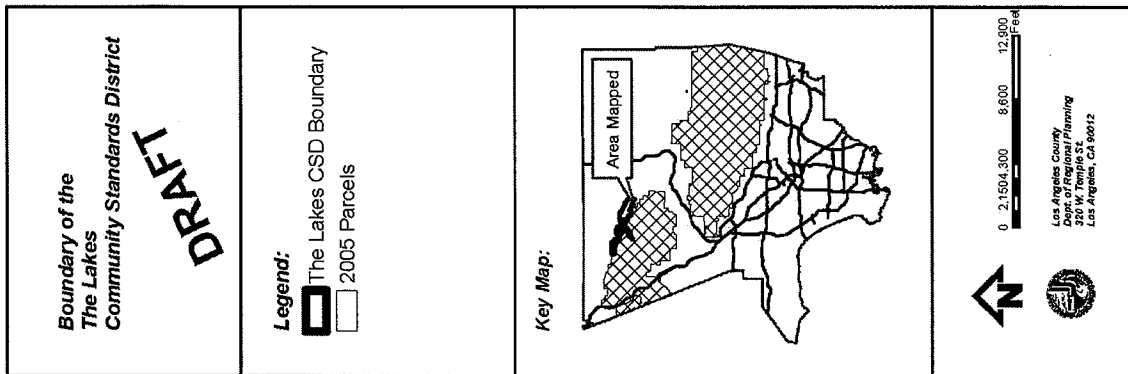 Boundary of the
The Lakes
Community Standards District
DRAFT
Legend:
The Lakes CSD Boundary
2005 Parcels
Key Map:
Area Mapped
N
0 2,1504,300 8,600 12,900
Feet
Los Angeles County
Dept. of Regional Planning
320 W. Temple St.
Los Angeles, CA 90012